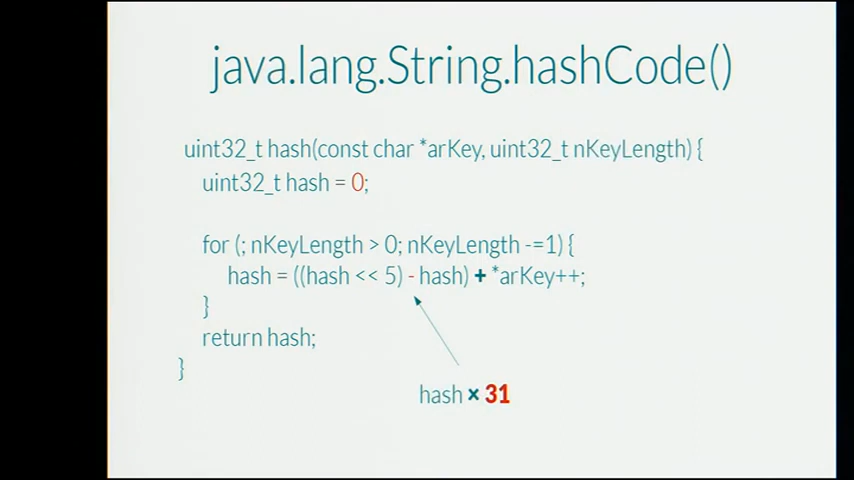 java.lang.String.hashCode()
uint32_t hash(const char *arKey, uint32_t nKeyLength) {
uint32_t hash = 0;
for (; nKeyLength > 0; nKeyLength -=1) {
hash = ((hash << 5) - hash) + *arKey++;
}
return hash;
}
hash × 31